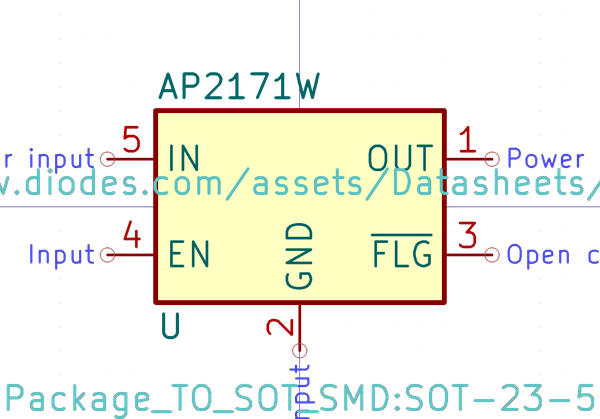 AP2171W
5
1
r input
IN
OUT
Power
w.diodes.com/assets/Datasheets/
4
3
Input
EN
GND
FLG
Open c
U
2
nput
Package_TO_SOT_SMD:SOT-23-5